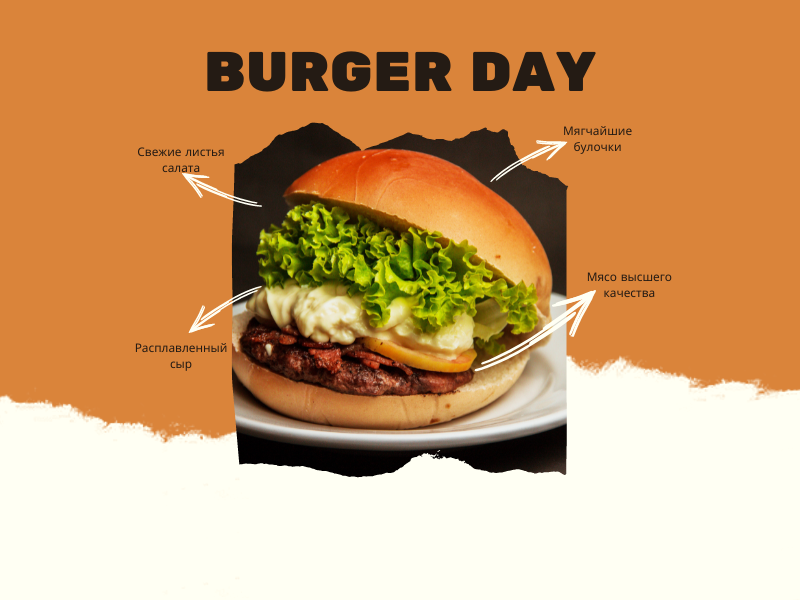 BURGER DAY
Мягчайшие
булочки
Свежие листья
салата
Мясо высшего
качества
Расплавленный
сыр